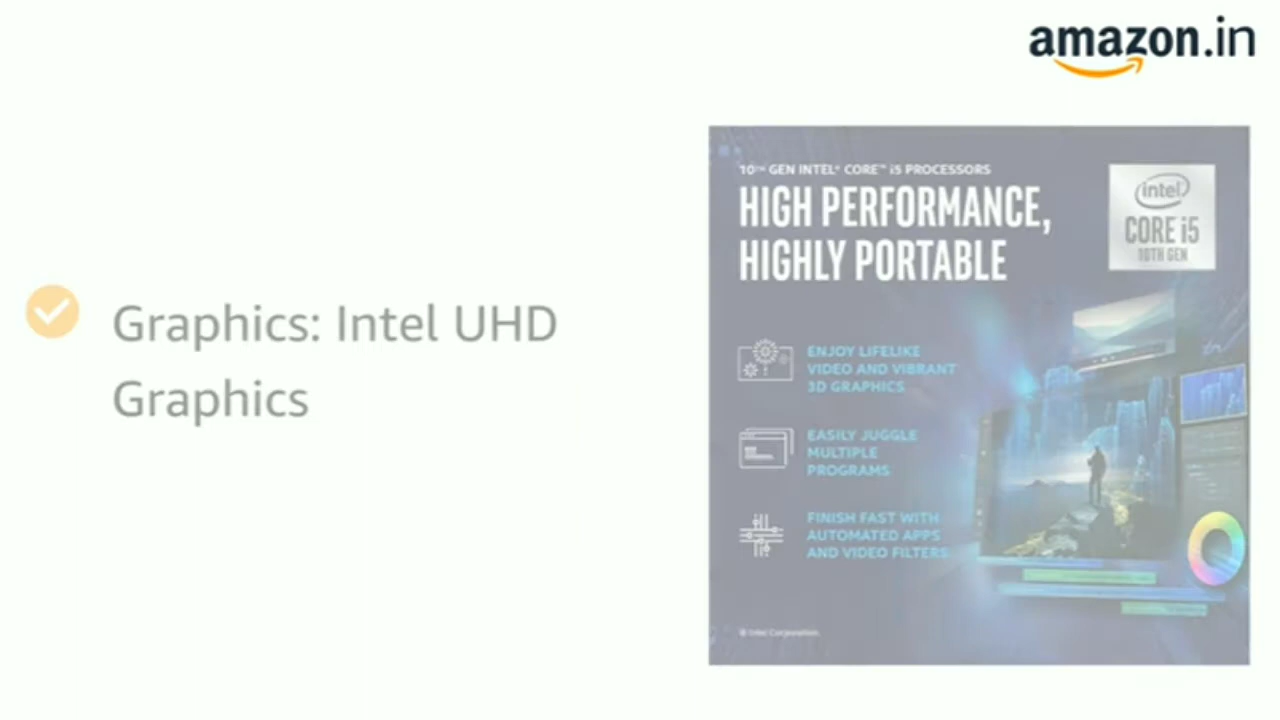 amazon.in
Graphics: Intel UHD
Graphics
10TH GEN INTEL® CORE™ i5 PROCESSORS
HIGH PERFORMANCE,
HIGHLY PORTABLE
intel
CORE i5
10TH GEN
ENJOY LIFELIKE
VIDEO AND VIBRANT
3D GRAPHICS
EASILY JUGGLE
MULTIPLE
PROGRAMS
FINISH FAST WITH
AUTOMATED APPS
AND VIDEO FILTERS
© Intel Corporation